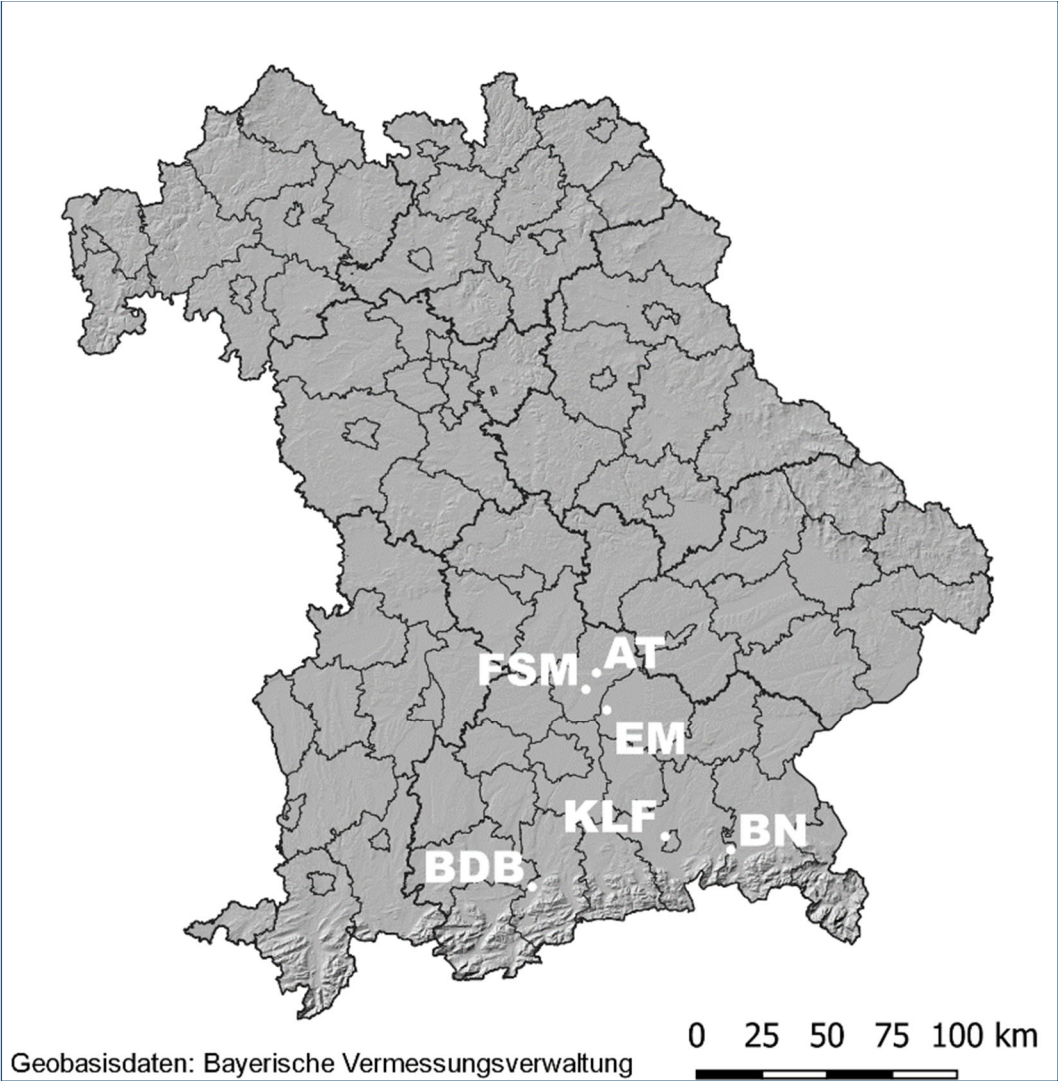 AT
FSM
EM
KLF
BN
BDB
0 25 50 75 100 km
Geobasisdaten: Bayerische Vermessungsverwaltung